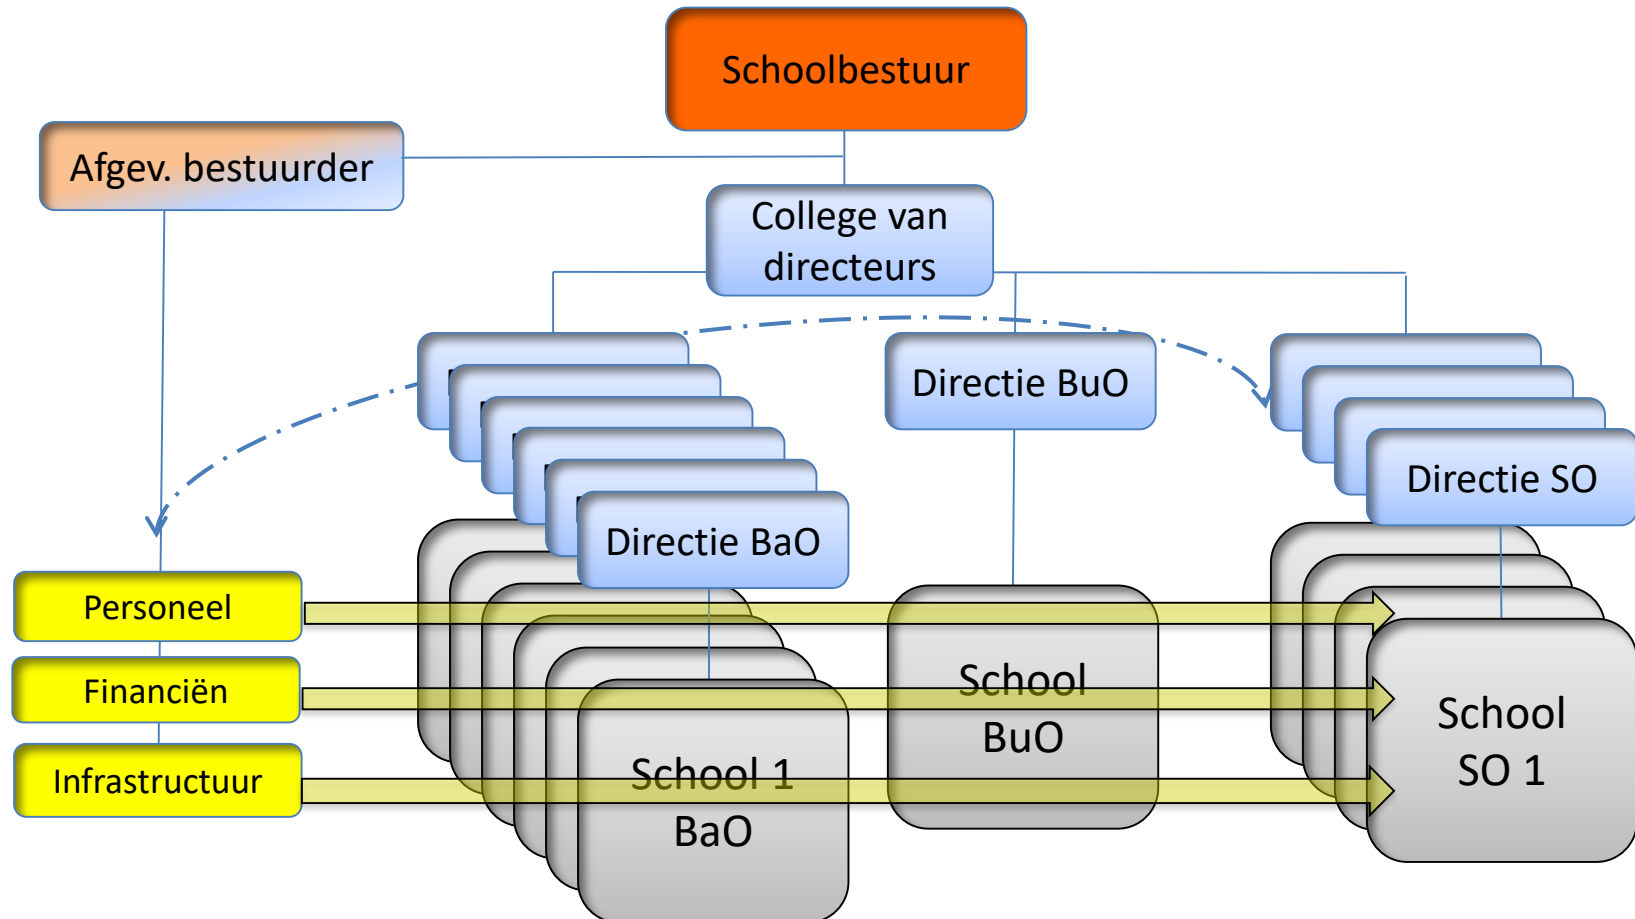 Schoolbestuur
Afgev. bestuurder
College van
directeurs
Directie BuO
Directie SO
Directie BaO
Personeel
Financiën
Infrastructuur
School
BuO
School
SO 1
School 1
BaO